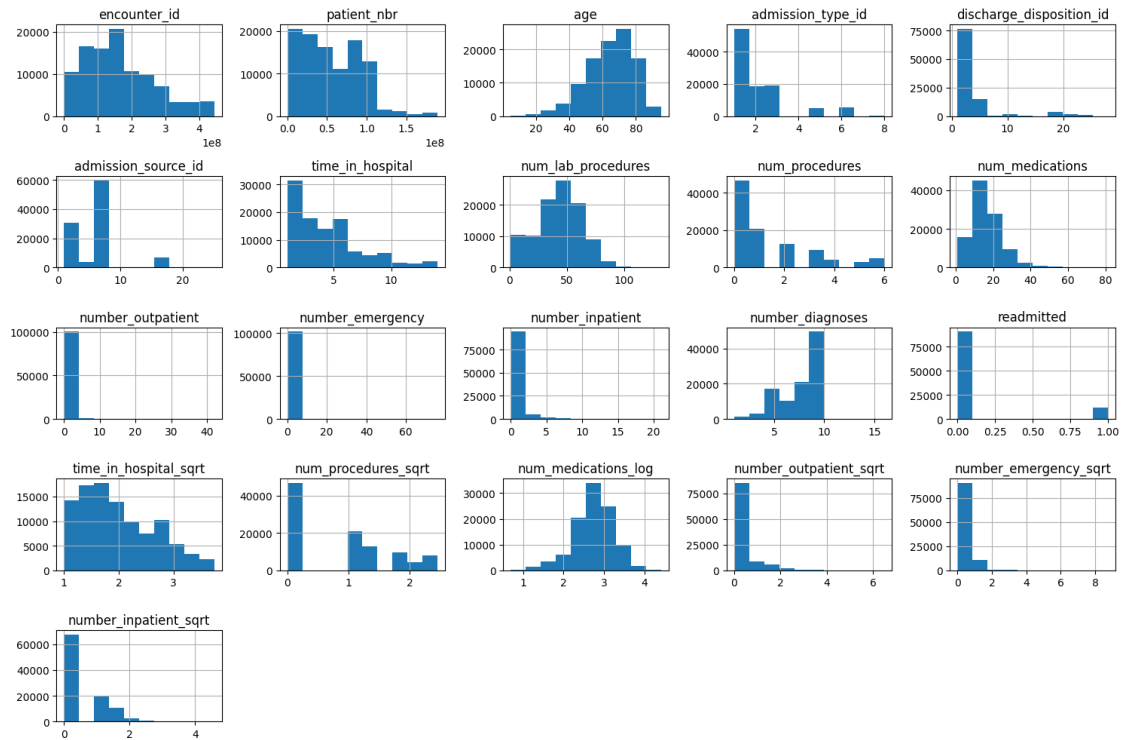 encounter_id patient_nbr age admission_type_id discharge_disposition_id
20000 15000 10000 5000 0 0 1 2 3 4 1e8
20000 15000 10000 5000 0 0.0 0.5 1.0 1.5 1e8
20000 10000 0 20 40 60 80
40000 20000 0 2 4 6 8
75000 50000 25000 0 0 10 20
admission_source_id time_in_hospital num_lab_procedures num_procedures num_medications
60000 40000 20000 0 10 20
30000 20000 10000 0 5 10
20000 10000 0 0 50 100
40000 20000 0 0 2 4 6
40000 20000 0 0 20 40 60 80
number_outpatient number_emergency number_inpatient number_diagnoses readmitted
100000 50000 0 0 10 20 30 40
100000 50000 0 0 20 40 60
75000 50000 25000 0 0 5 10 15 20
40000 20000 0 5 10 15
75000 50000 25000 0 0.00 0.25 0.50 0.75 1.00
time_in_hospital_sqrt num_procedures_sqrt num_medications_log number_outpatient_sqrt number_emergency_sqrt
15000 10000 5000 0 1 2 3
40000 20000 0 0 1 2
30000 20000 10000 0 1 2 3 4
75000 50000 25000 0 0 2 4 6
75000 50000 25000 0 0 2 4 6 8
number_inpatient_sqrt
60000 40000 20000 0 0 2 4